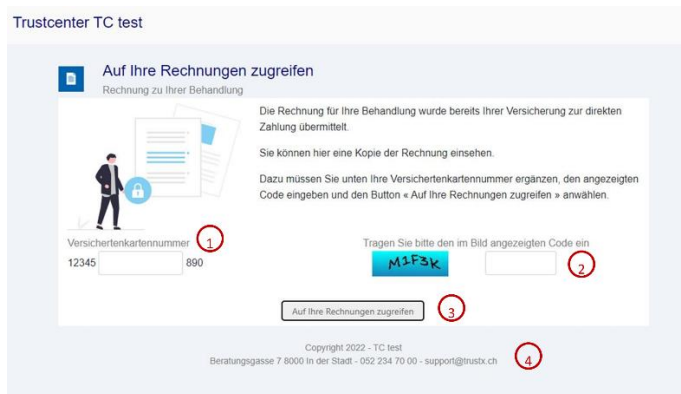 Trustcenter TC test
Auf Ihre Rechnungen zugreifen
Rechnung zu Ihrer Behandlung
Die Rechnung für Ihre Behandlung wurde bereits Ihrer Versicherung zur direkten
Zahlung übermittelt.
Sie können hier eine Kopie der Rechnung einsehen.
Dazu müssen Sie unten Ihre Versichertenkartennummer ergänzen, den angezeigten
Code eingeben und den Button « Auf Ihre Rechnungen zugreifen » anwählen.
Versichertenkartennummer 1
Tragen Sie bitte den im Bild angezeigten Code ein
12345 890
M1F3K 2
Auf Ihre Rechnungen zugreifen 3
Copyright 2022 - TC test
Beratungsgasse 7 8000 In der Stadt - 052 234 70 00 - support@trustx.ch 4